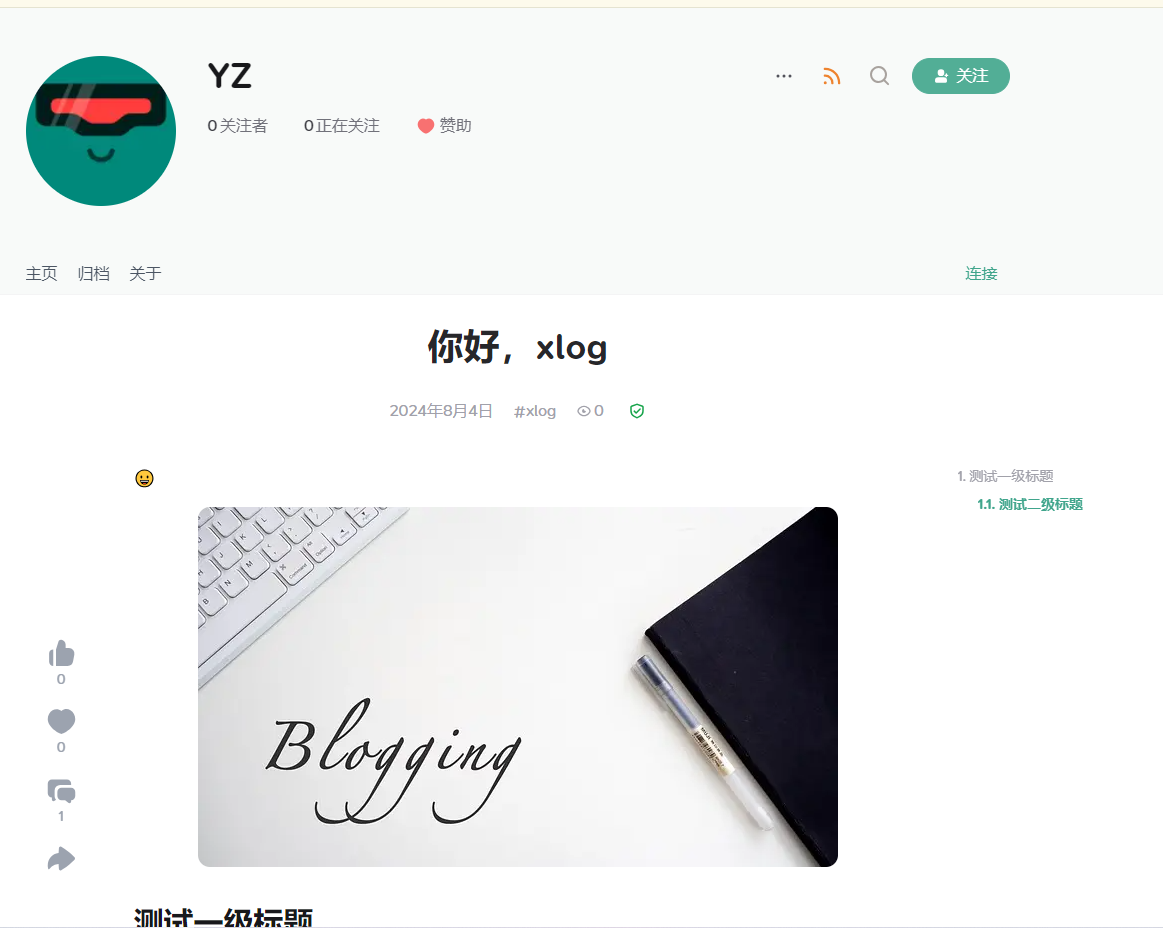 YZ
关注
0 关注者 0 正在关注 赞助
主页 归档 关于 连接
你好，xlog
2024年8月4日 #xlog 0
1. 测试一级标题
1.1. 测试二级标题
Blogging
0
0
1
测试一级标题